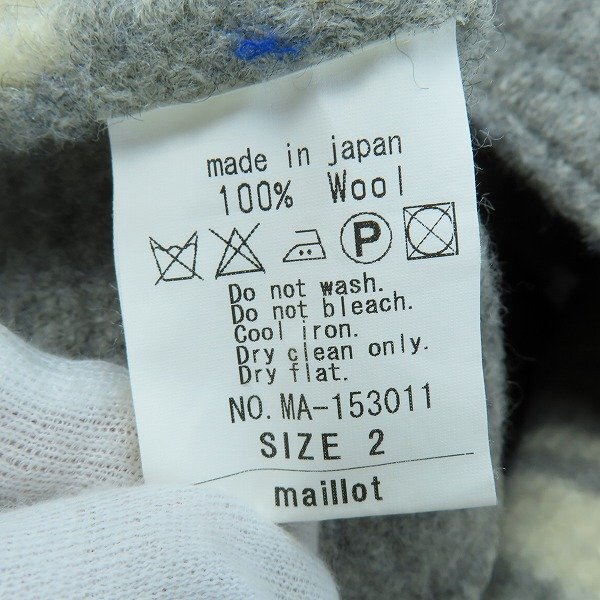 made in japan
100% Wool
P
Do not wash.
Do not bleach.
Cool iron.
Dry clean only.
Dry flat.
NO. MA-153011
SIZE 2
maillot